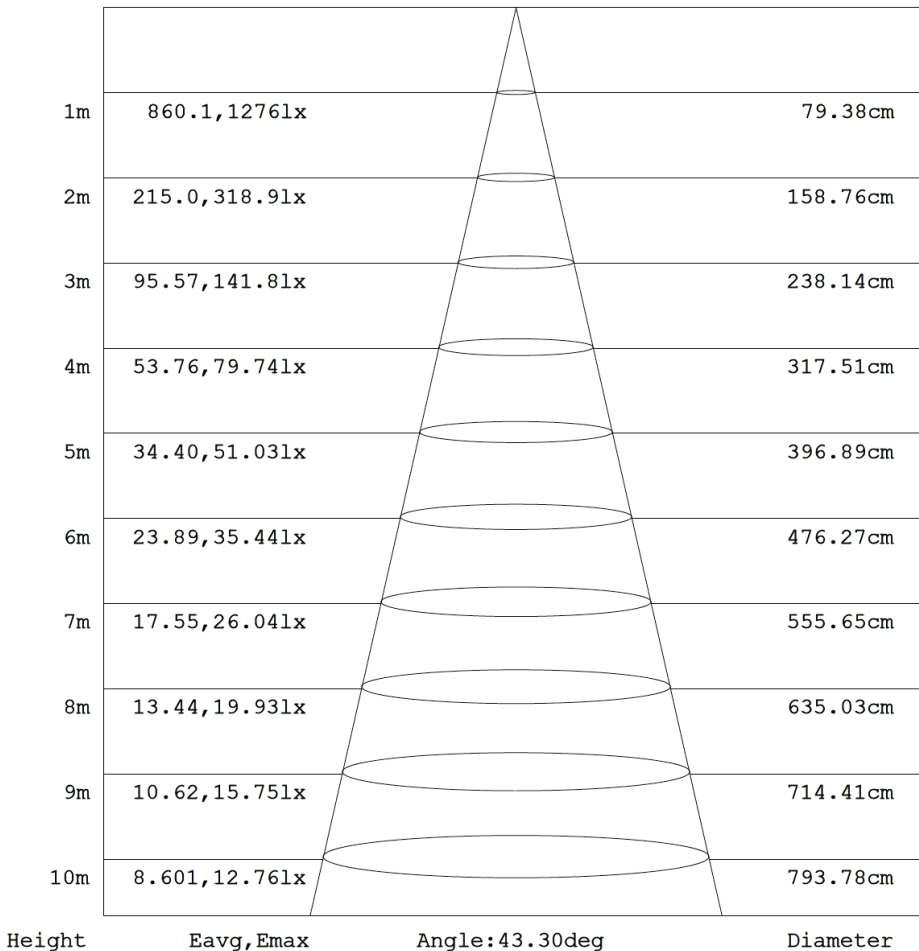 1m 860.1,1276lx 79.38cm
2m 215.0,318.9lx 158.76cm
3m 95.57,141.8lx 238.14cm
4m 53.76,79.74lx 317.51cm
5m 34.40,51.03lx 396.89cm
6m 23.89,35.44lx 476.27cm
7m 17.55,26.04lx 555.65cm
8m 13.44,19.93lx 635.03cm
9m 10.62,15.75lx 714.41cm
10m 8.601,12.76lx 793.78cm
Height Eavg,Emax Angle:43.30deg Diameter